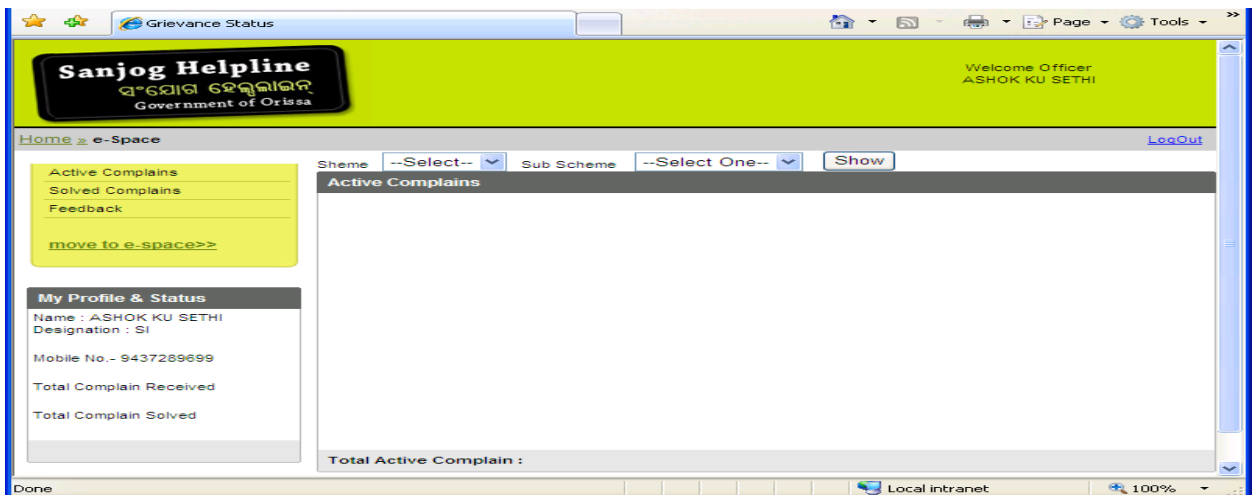 Grievance Status
Page
Tools
Sanjog Helpline
ସଂଯୋଗ ହେଲ୍ପଲାଇନ୍
Government of Orissa
Welcome Officer
ASHOK KU SETHI
Home » e-Space
LogOut
Sheme --Select-- Sub Scheme --Select One-- Show
Active Complains
Solved Complains
Feedback
move to e-space>>
Active Complains
My Profile & Status
Name : ASHOK KU SETHI
Designation : SI
Mobile No.- 9437289699
Total Complain Received
Total Complain Solved
Total Active Complain :
Done
Local intranet
100%